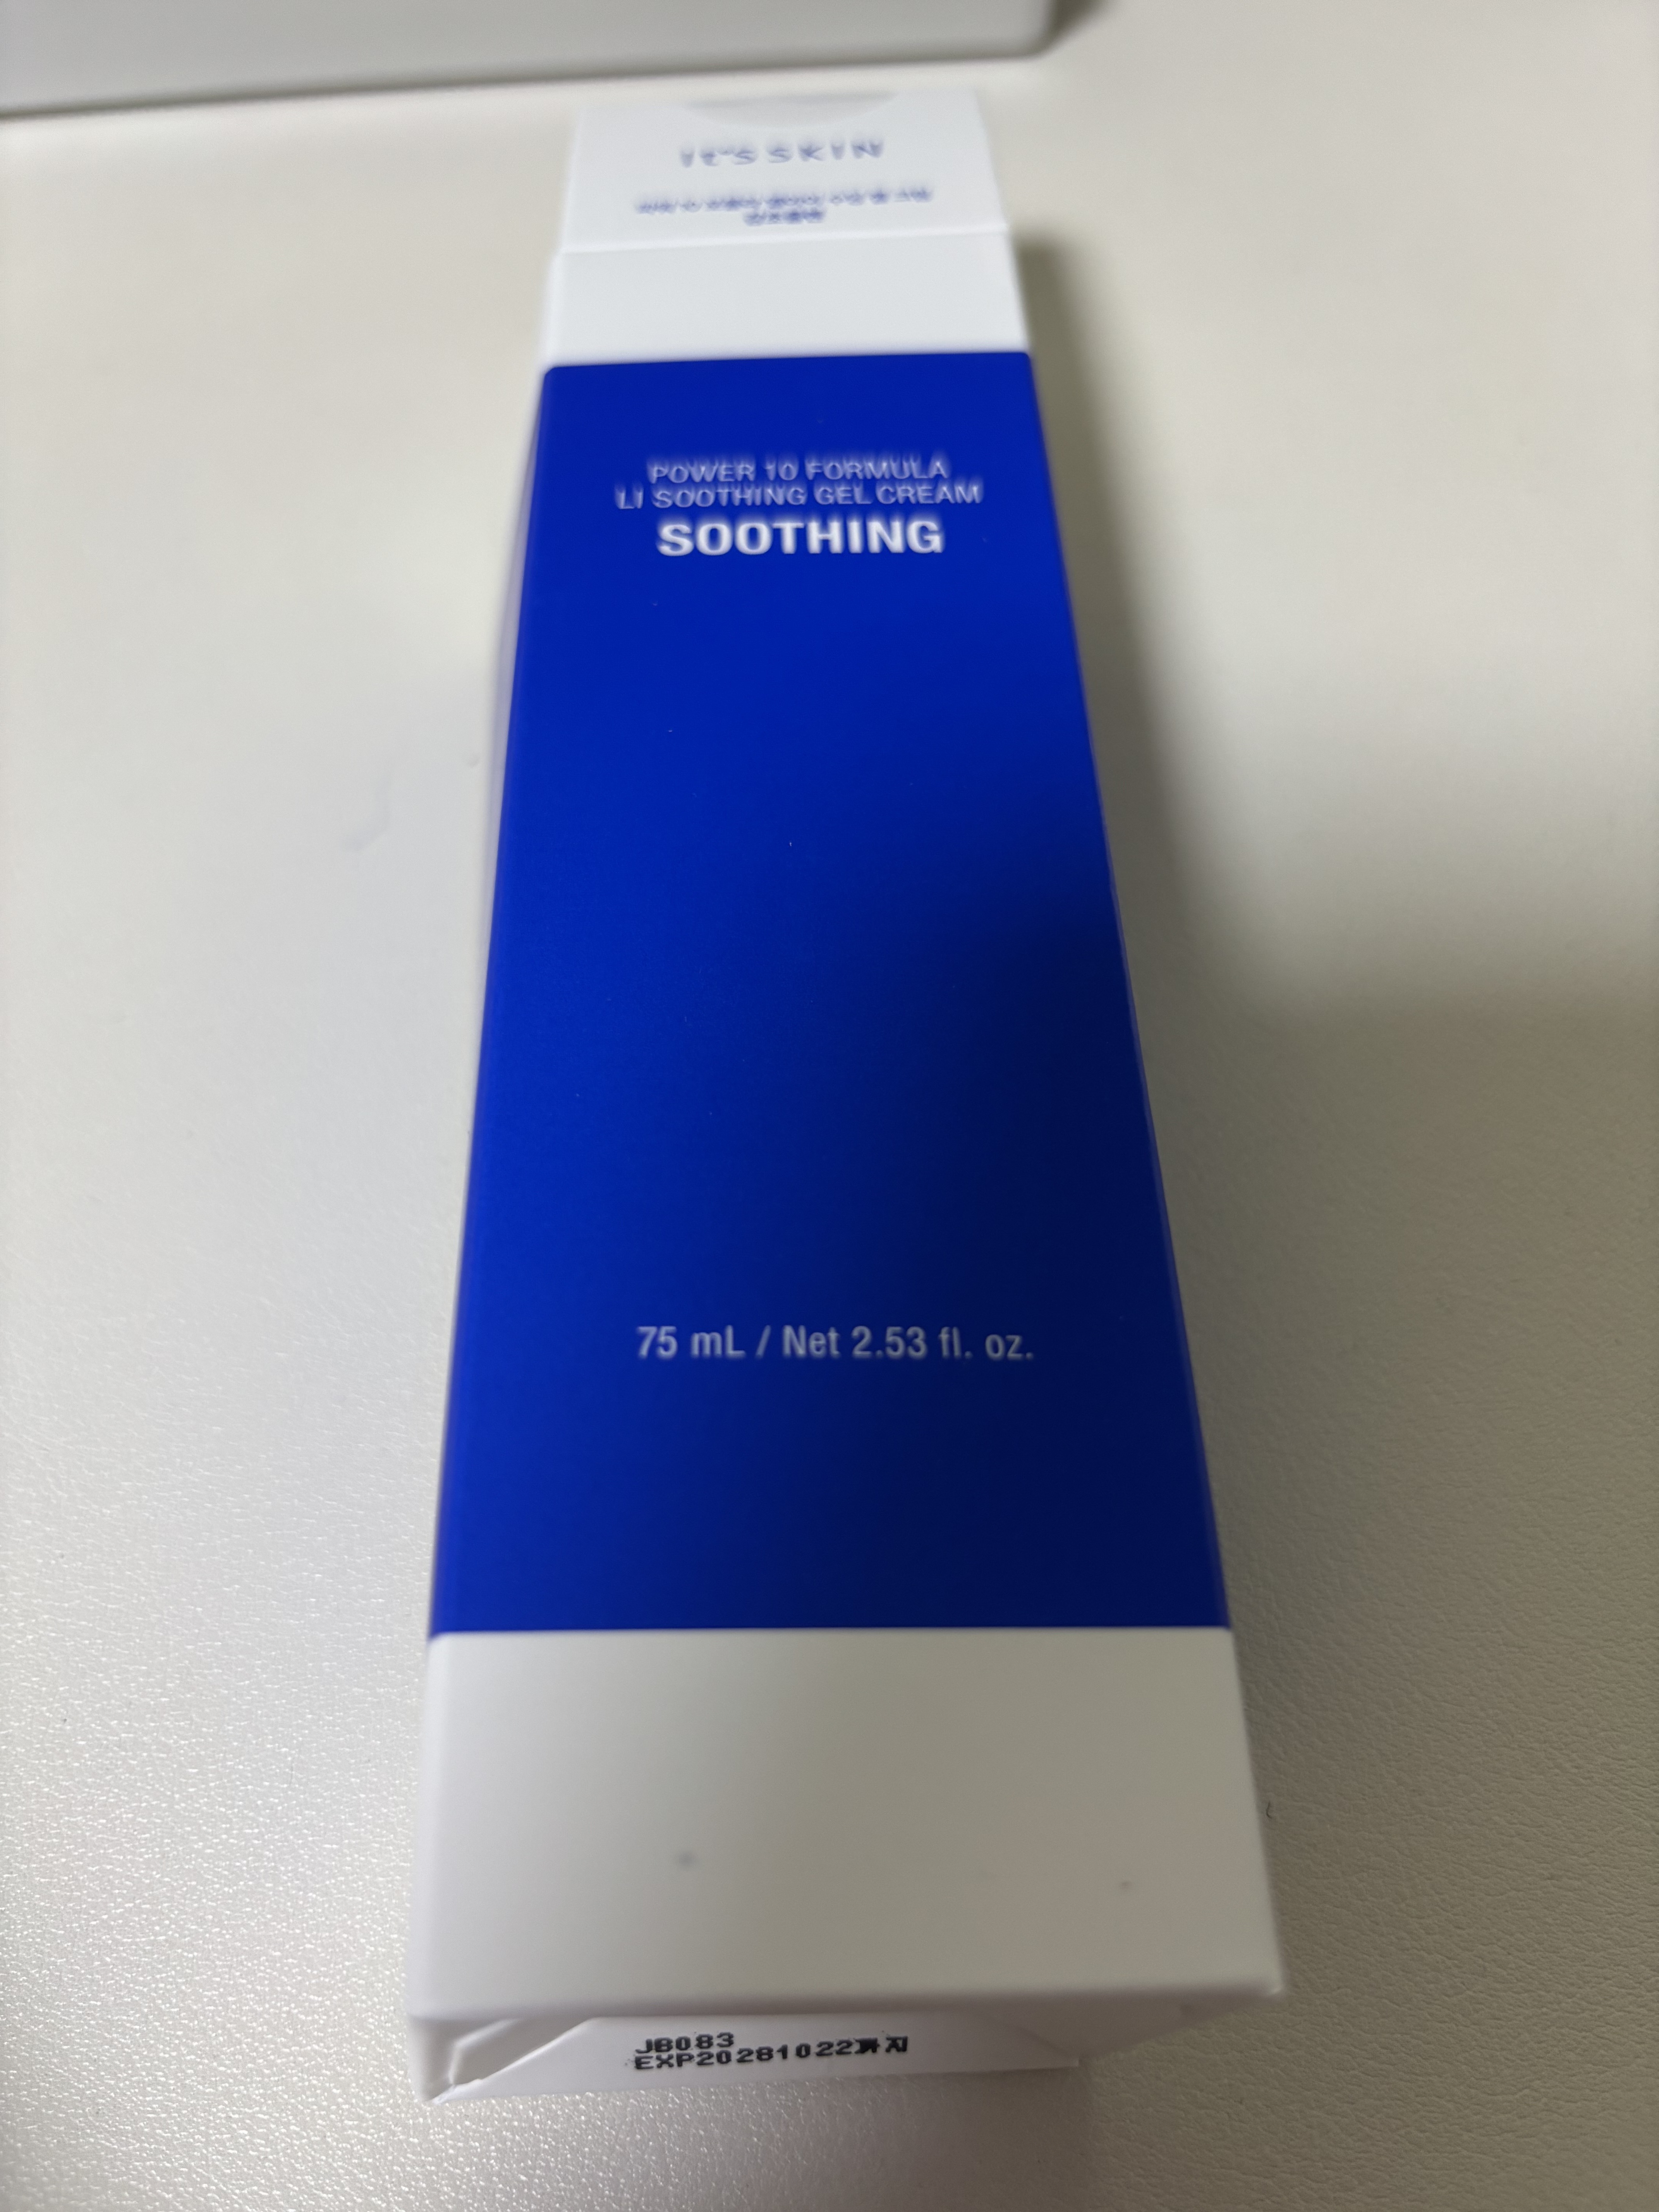 It'S SKIN
POWER 10 FORMULA
LI SOOTHING GEL CREAM
SOOTHING
75 mL / Net 2.53 fl. oz.
JB083
EXP20281022까지